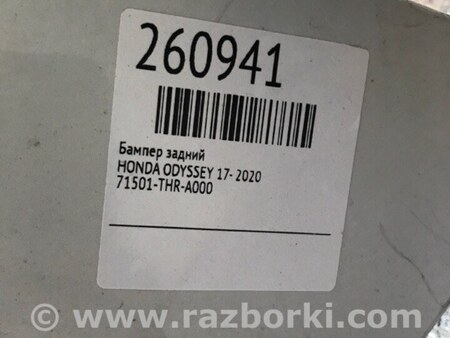 260941
Бампер задний
HONDA ODYSSEY 17- 2020
71501-THR-A000
© www.razborki.com